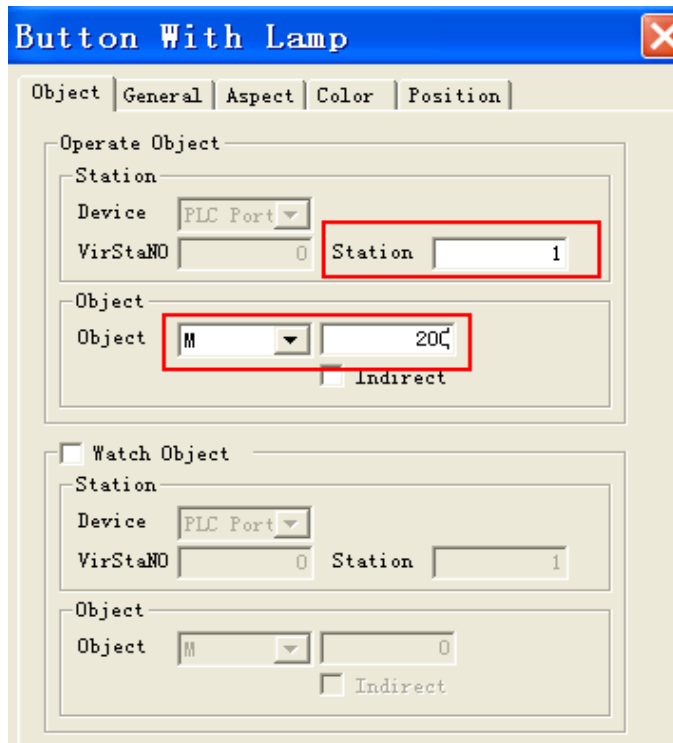 Button With Lamp
Object General Aspect Color Position
Operate Object
Station
Device PLC Port
VirStaNO 0 Station 1
Object
Object M 200
Indirect
Watch Object
Station
Device PLC Port
VirStaNO 0 Station 1
Object
Object M 0
Indirect